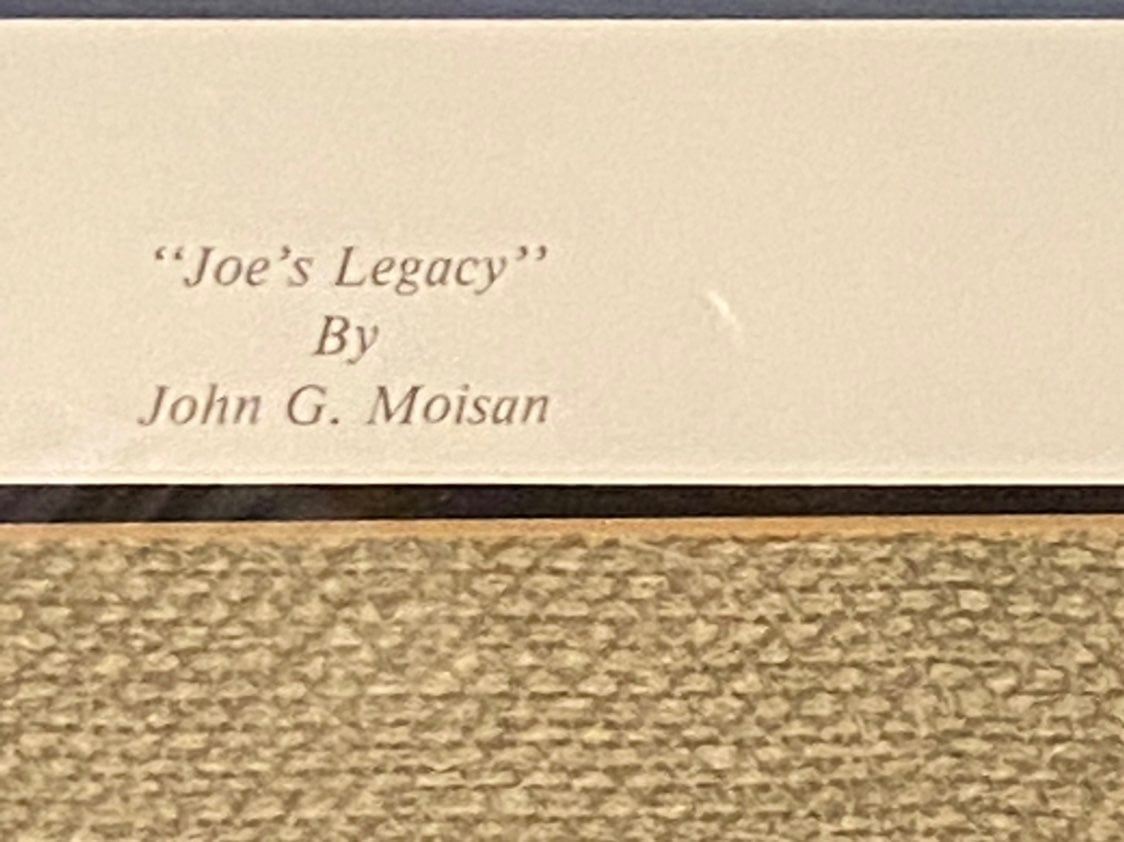 “Joe’s Legacy”
By
John G. Moisan